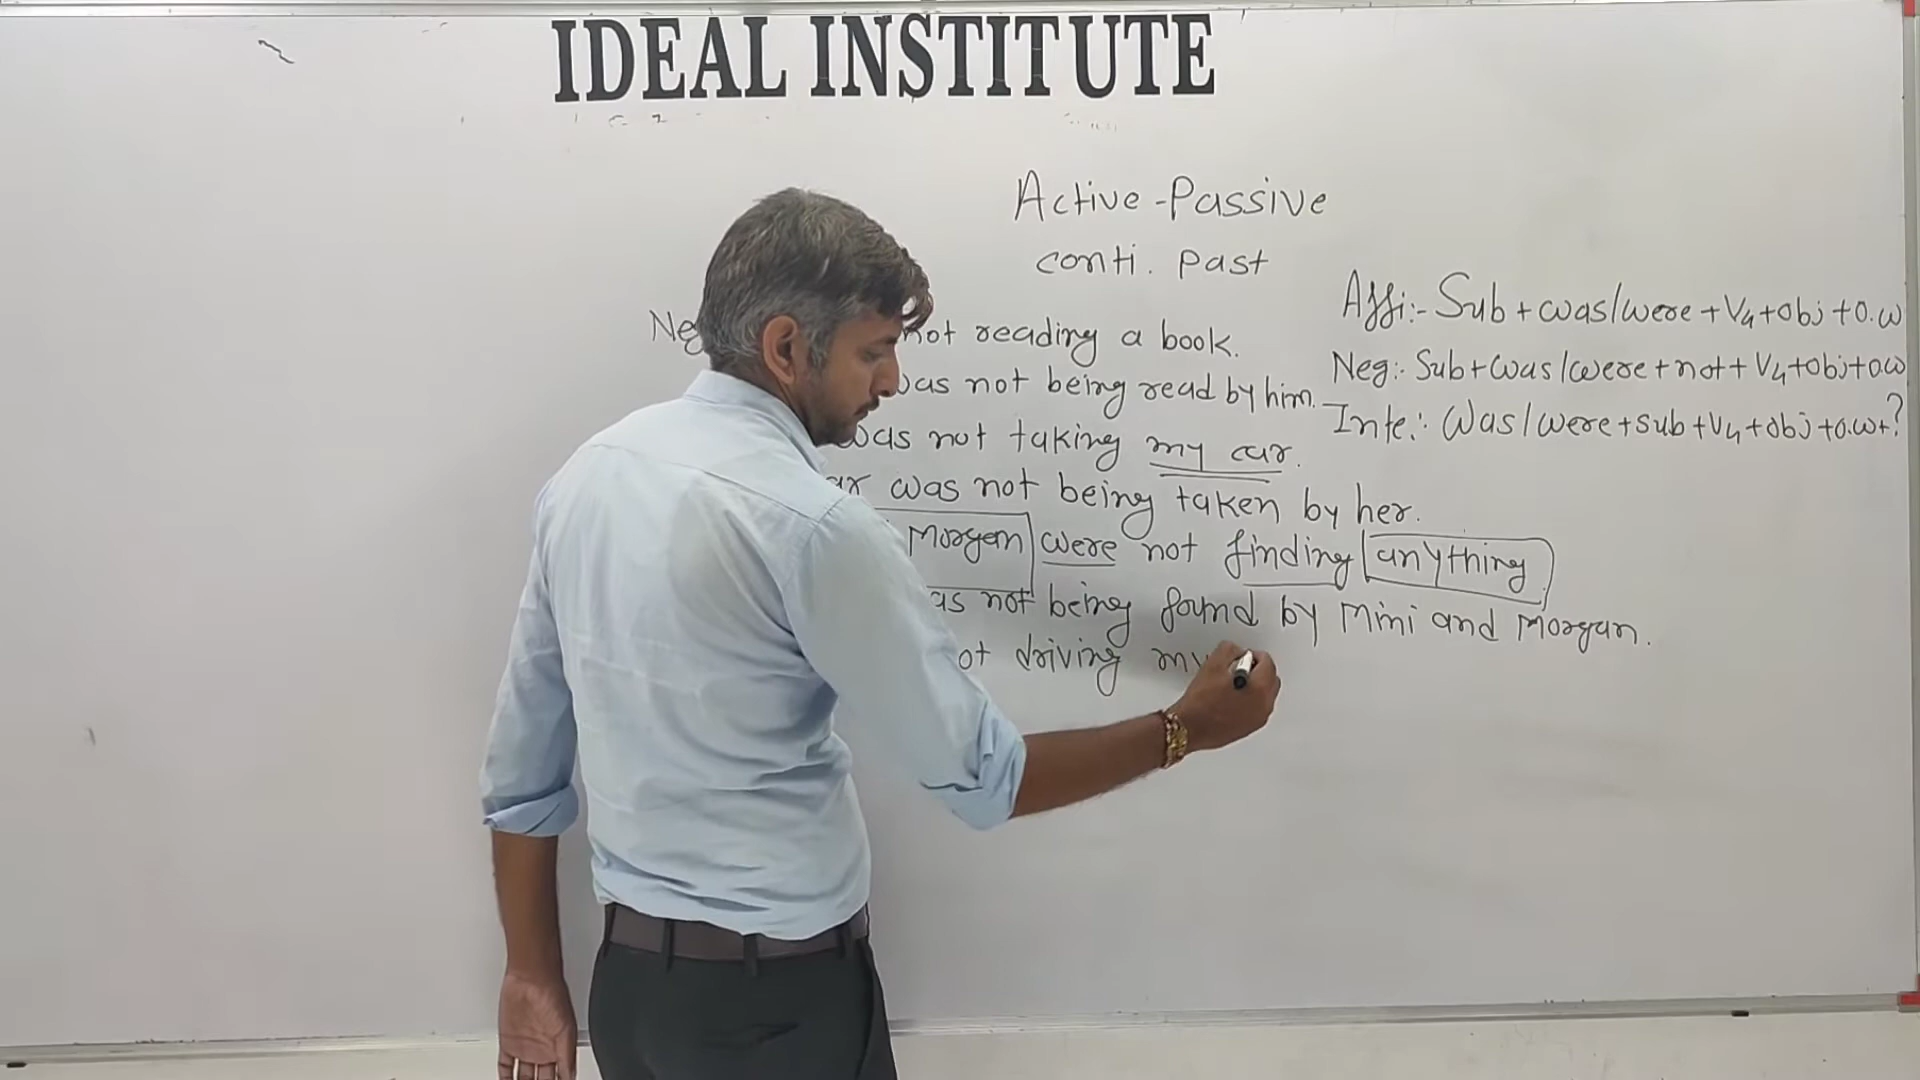 IDEAL INSTITUTE
Active - Passive
conti. Past
Affi:- Sub + was/were + V4 + obj + o.w
Neg:- Sub + was/were + not + V4 + obj + o.w
Inte.: Was/were + sub + V4 + obj + o.w + ?
Neg not reading a book.
was not being read by him.
was not taking my car.
was not being taken by her.
Morgan were not finding anything
not being found by Mini and Morgan.
driving my